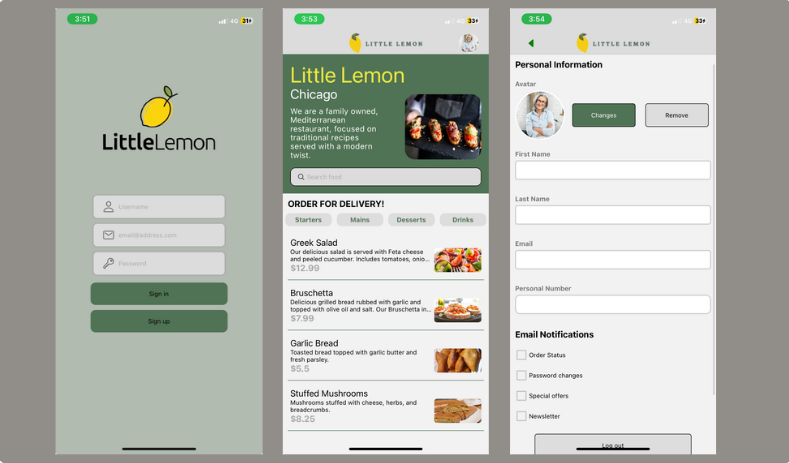 3:51
4G 31
LittleLemon
Username
email@address.com
Password
Sign in
Sign up
3:53
4G 33
LITTLE LEMON
Little Lemon
Chicago
We are a family owned,
Mediterranean
restaurant, focused on
traditional recipes
served with a modern
twist.
Search food
ORDER FOR DELIVERY!
Starters Mains Desserts Drinks
Greek Salad
Our delicious salad is served with Feta cheese
and peeled cucumber. Includes tomatoes, onio...
$12.99
Bruschetta
Delicious grilled bread rubbed with garlic and
topped with olive oil and salt. Our Bruschetta in...
$7.99
Garlic Bread
Toasted bread topped with garlic butter and
fresh parsley.
$5.5
Stuffed Mushrooms
Mushrooms stuffed with cheese, herbs, and
breadcrumbs.
$8.25
3:54
4G 33
LITTLE LEMON
Personal Information
Avatar
Changes Remove
First Name
Last Name
Email
Personal Number
Email Notifications
Order Status
Password changes
Special offers
Newsletter
Log out